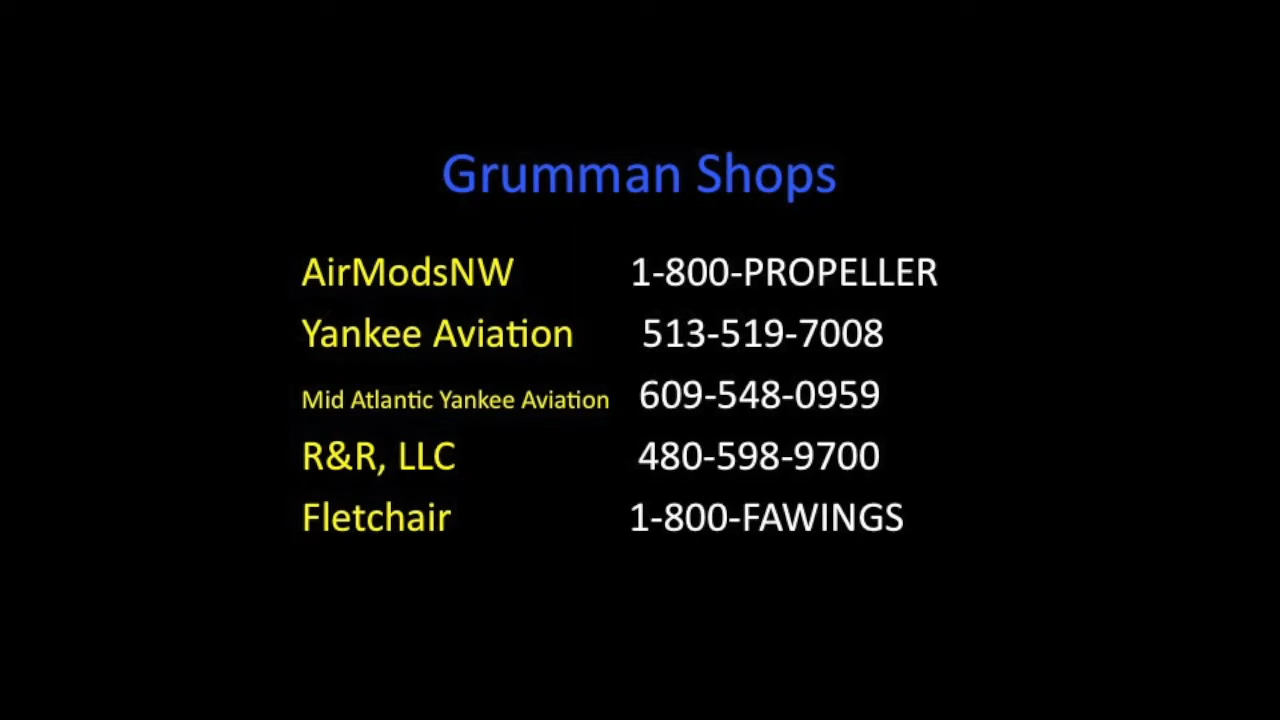 Grumman Shops
AirModsNW 1-800-PROPELLER
Yankee Aviation 513-519-7008
Mid Atlantic Yankee Aviation 609-548-0959
R&R, LLC 480-598-9700
Fletchair 1-800-FAWINGS